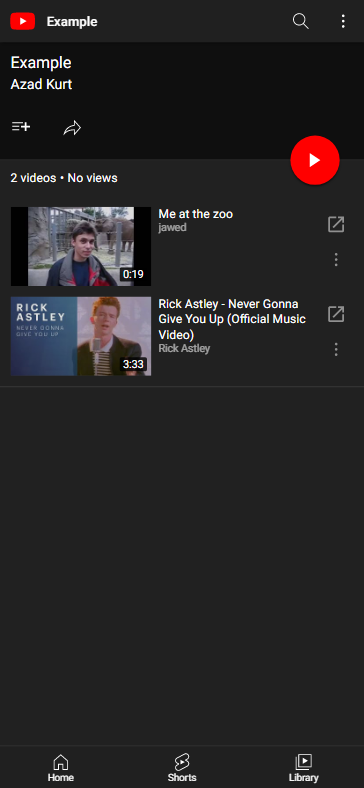 Example
Example
Azad Kurt
2 videos • No views
Me at the zoo
jawed
0:19
RICK
ASTLEY
NEVER GONNA
GIVE YOU UP
Rick Astley - Never Gonna
Give You Up (Official Music
Video)
Rick Astley
3:33
Home
Shorts
Library